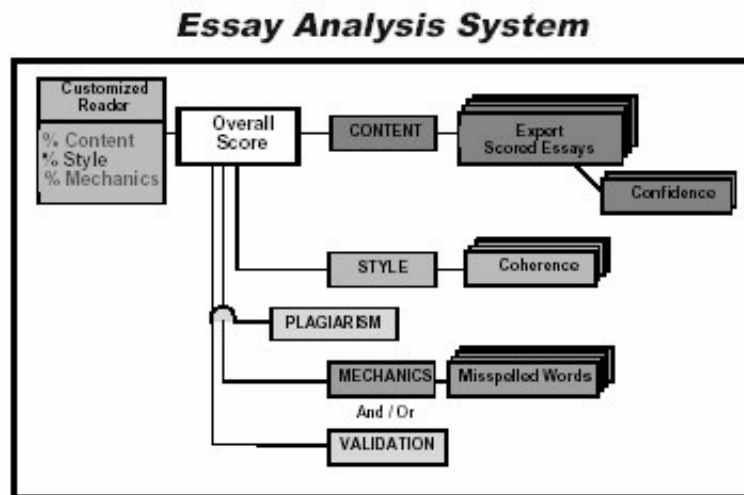 Essay Analysis System
Customized
Reader
% Content
% Style
% Mechanics
Overall
Score
CONTENT
Expert
Scored Essays
Confidence
STYLE
Coherence
PLAGIARISM
MECHANICS
Misspelled Words
And / Or
VALIDATION